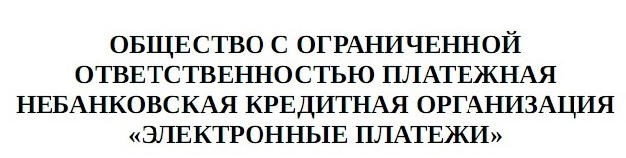 ОБЩЕСТВО С ОГРАНИЧЕННОЙ
ОТВЕТСТВЕННОСТЬЮ ПЛАТЕЖНАЯ
НЕБАНКОВСКАЯ КРЕДИТНАЯ ОРГАНИЗАЦИЯ
«ЭЛЕКТРОННЫЕ ПЛАТЕЖИ»